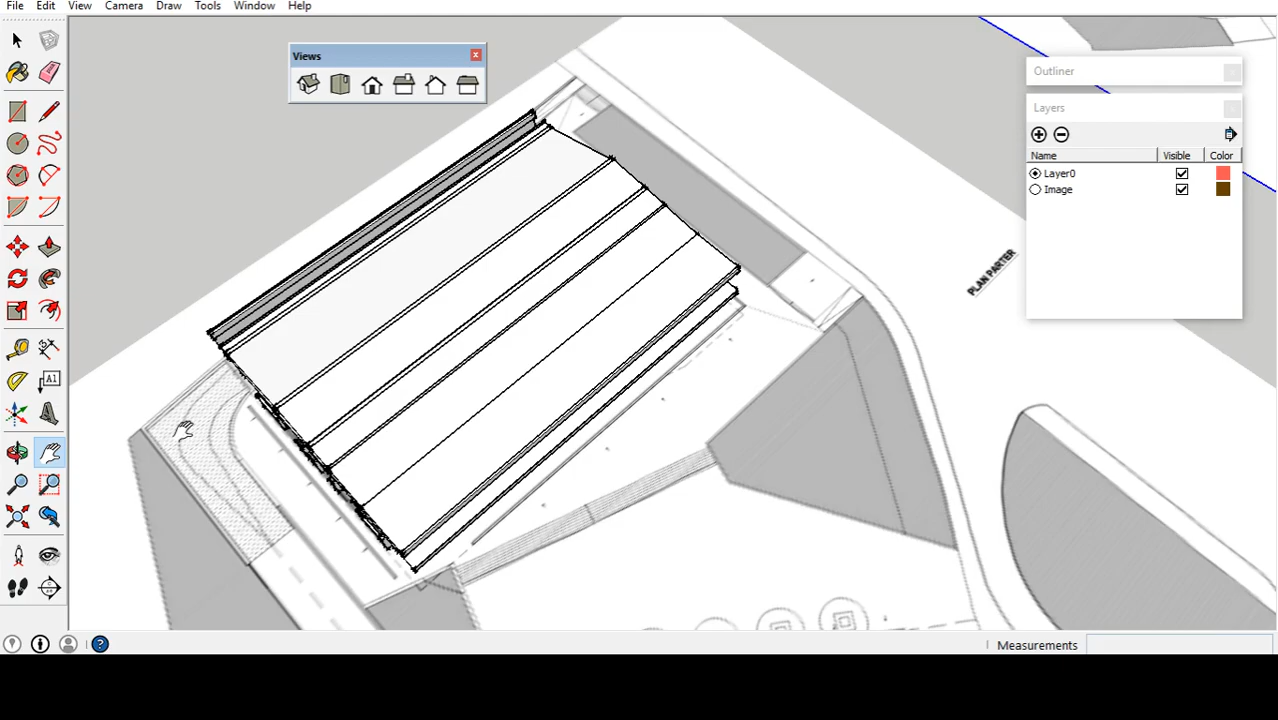 File Edit View Camera Draw Tools Window Help
Views
Outliner
Layers
Name Visible Color
Layer0
Image
PLAN PARTER
A1
Measurements